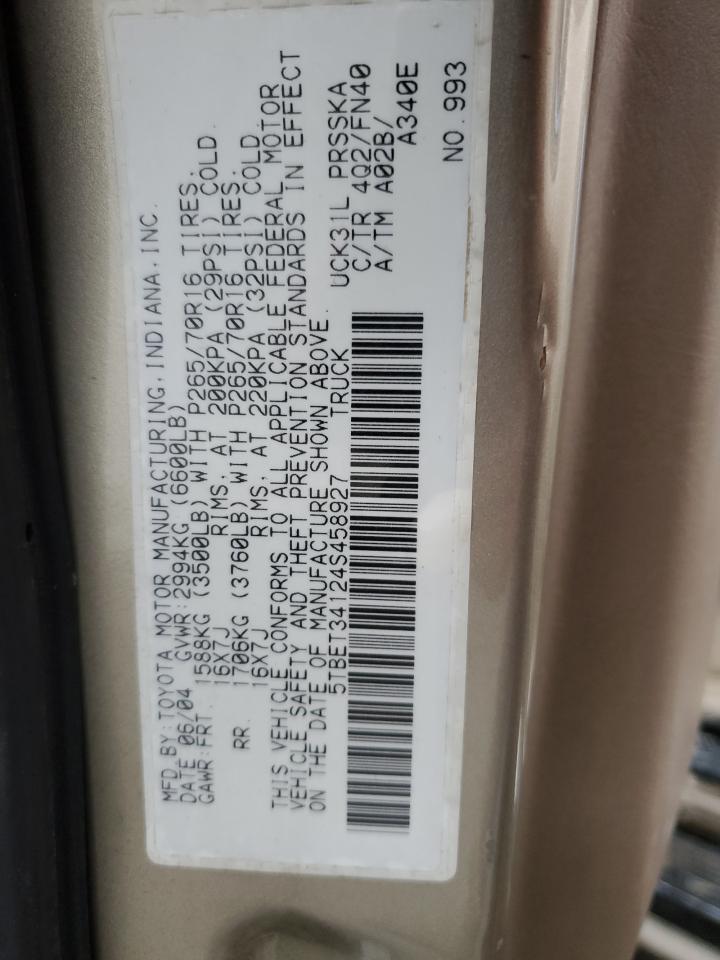 MFD BY: TOYOTA MOTOR MANUFACTURING, INDIANA, INC.
DATE 06/04 GVWR: 2994KG (6600LB)
GAWR: FRT. 1588KG (3500LB) WITH P265/70R16 TIRES,
16X7J RIMS, AT 200KPA (29PSI) COLD.
RR. 1706KG (3760LB) WITH P265/70R16 TIRES,
16X7J RIMS, AT 220KPA (32PSI) COLD
THIS VEHICLE CONFORMS TO ALL APPLICABLE FEDERAL MOTOR
VEHICLE SAFETY AND THEFT PREVENTION STANDARDS IN EFFECT
ON THE DATE OF MANUFACTURE SHOWN ABOVE.
5TBET34124S458927 TRUCK
UCK31L PRSSKA
C/TR 4Q2/FN40
A/TM A02B/
A340E
NO.993